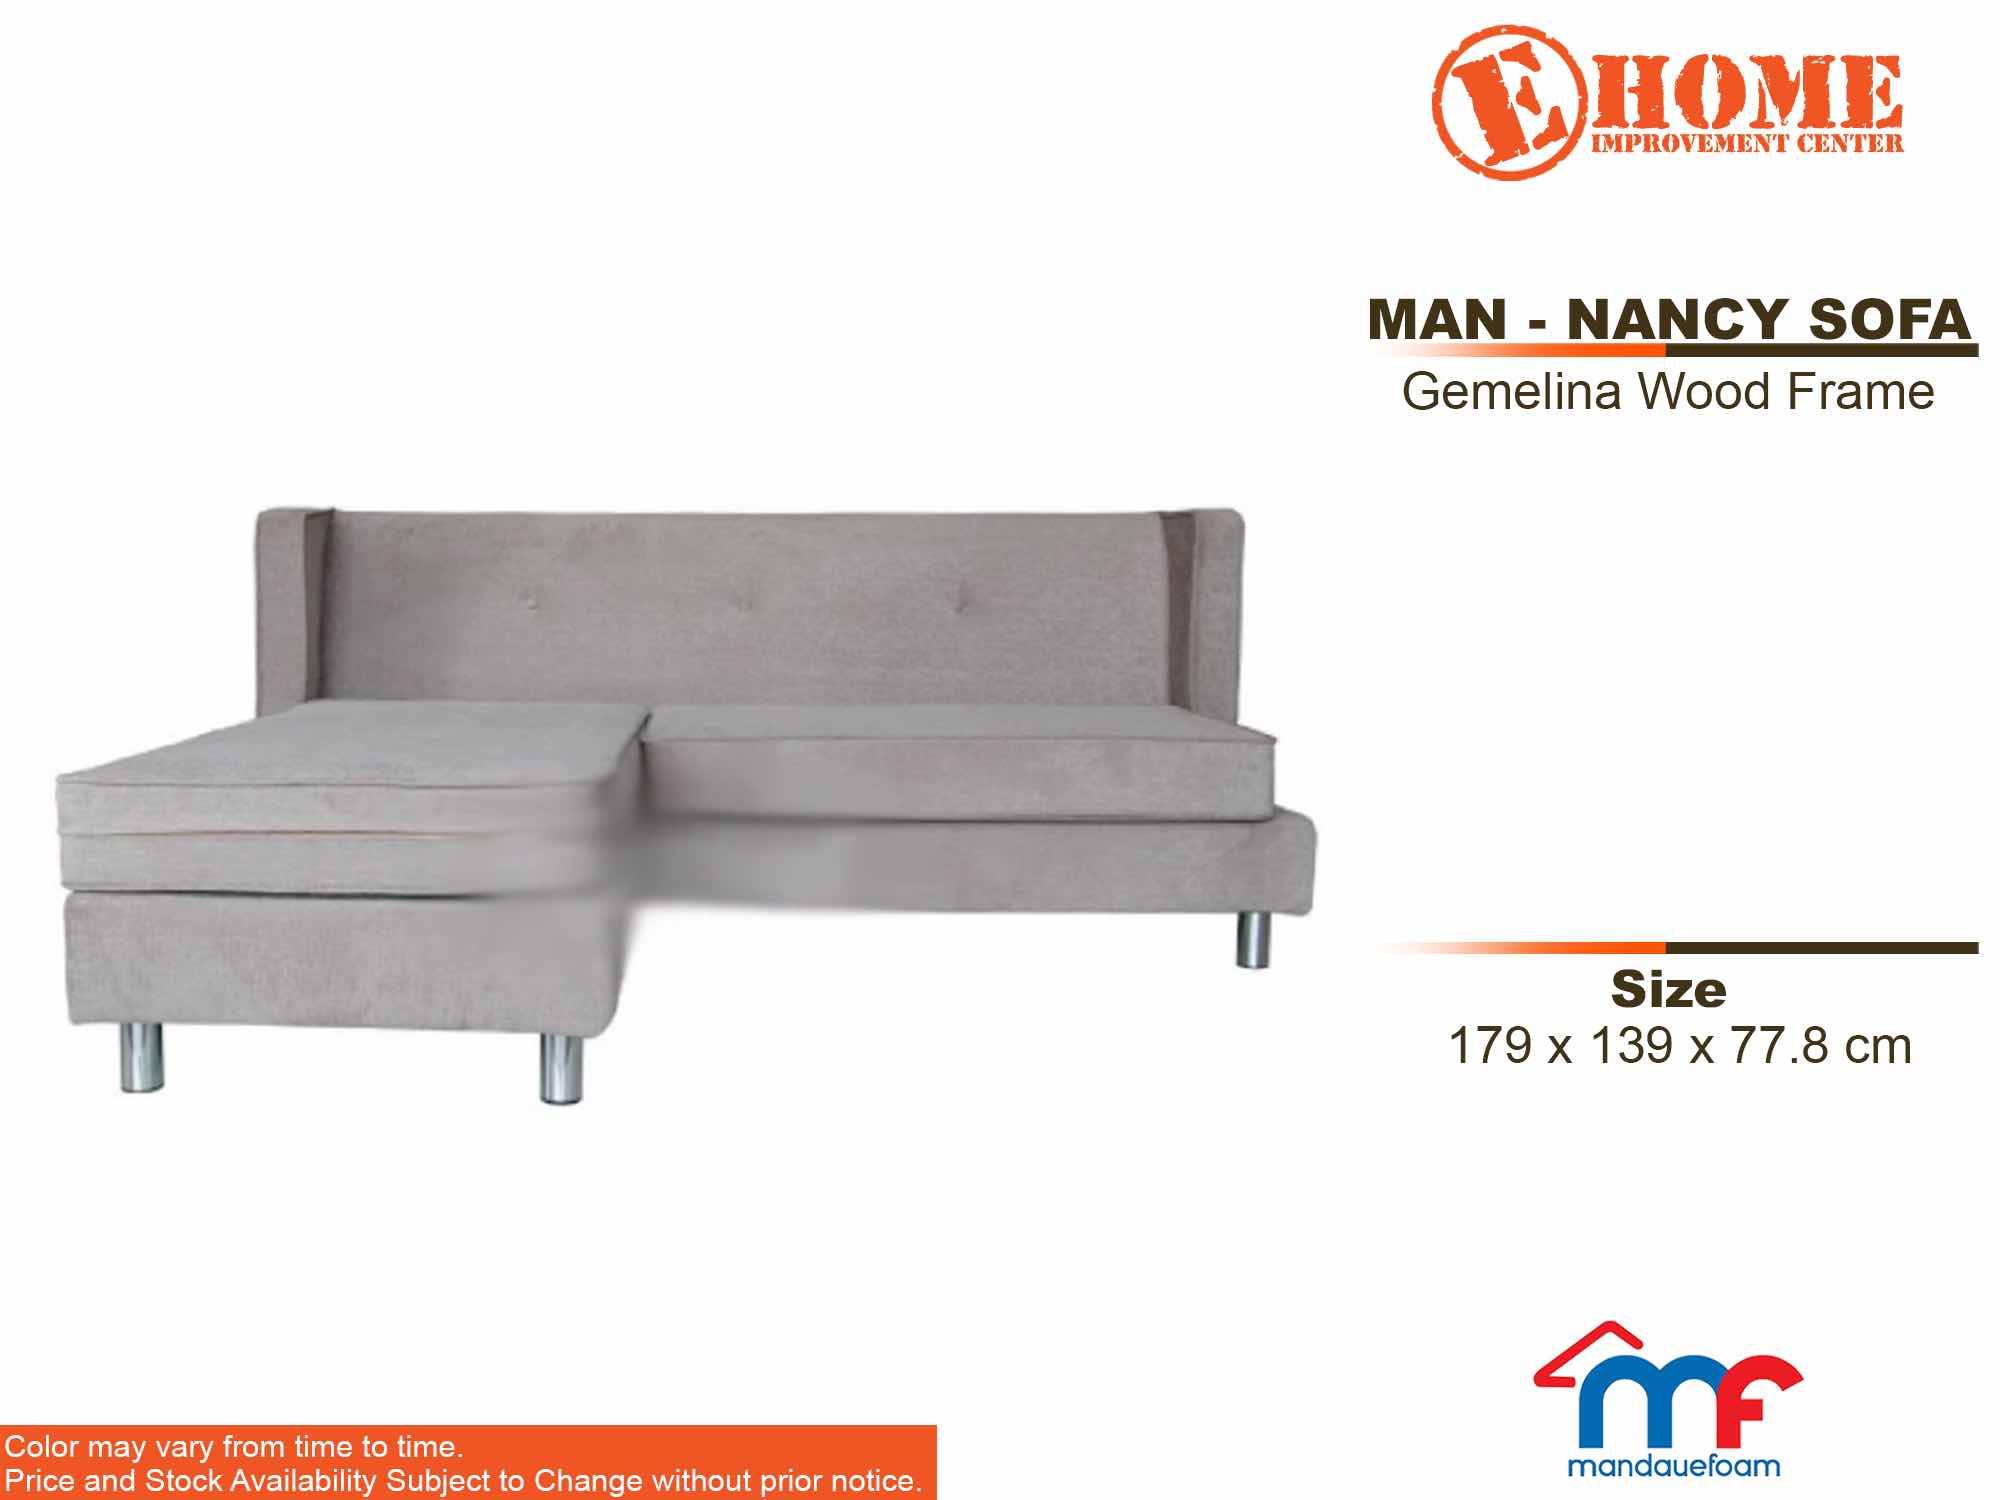 E HOME
IMPROVEMENT CENTER
MAN - NANCY SOFA
Gemelina Wood Frame
Size
179 x 139 x 77.8 cm
mf
mandauefoam
Color may vary from time to time.
Price and Stock Availability Subject to Change without prior notice.